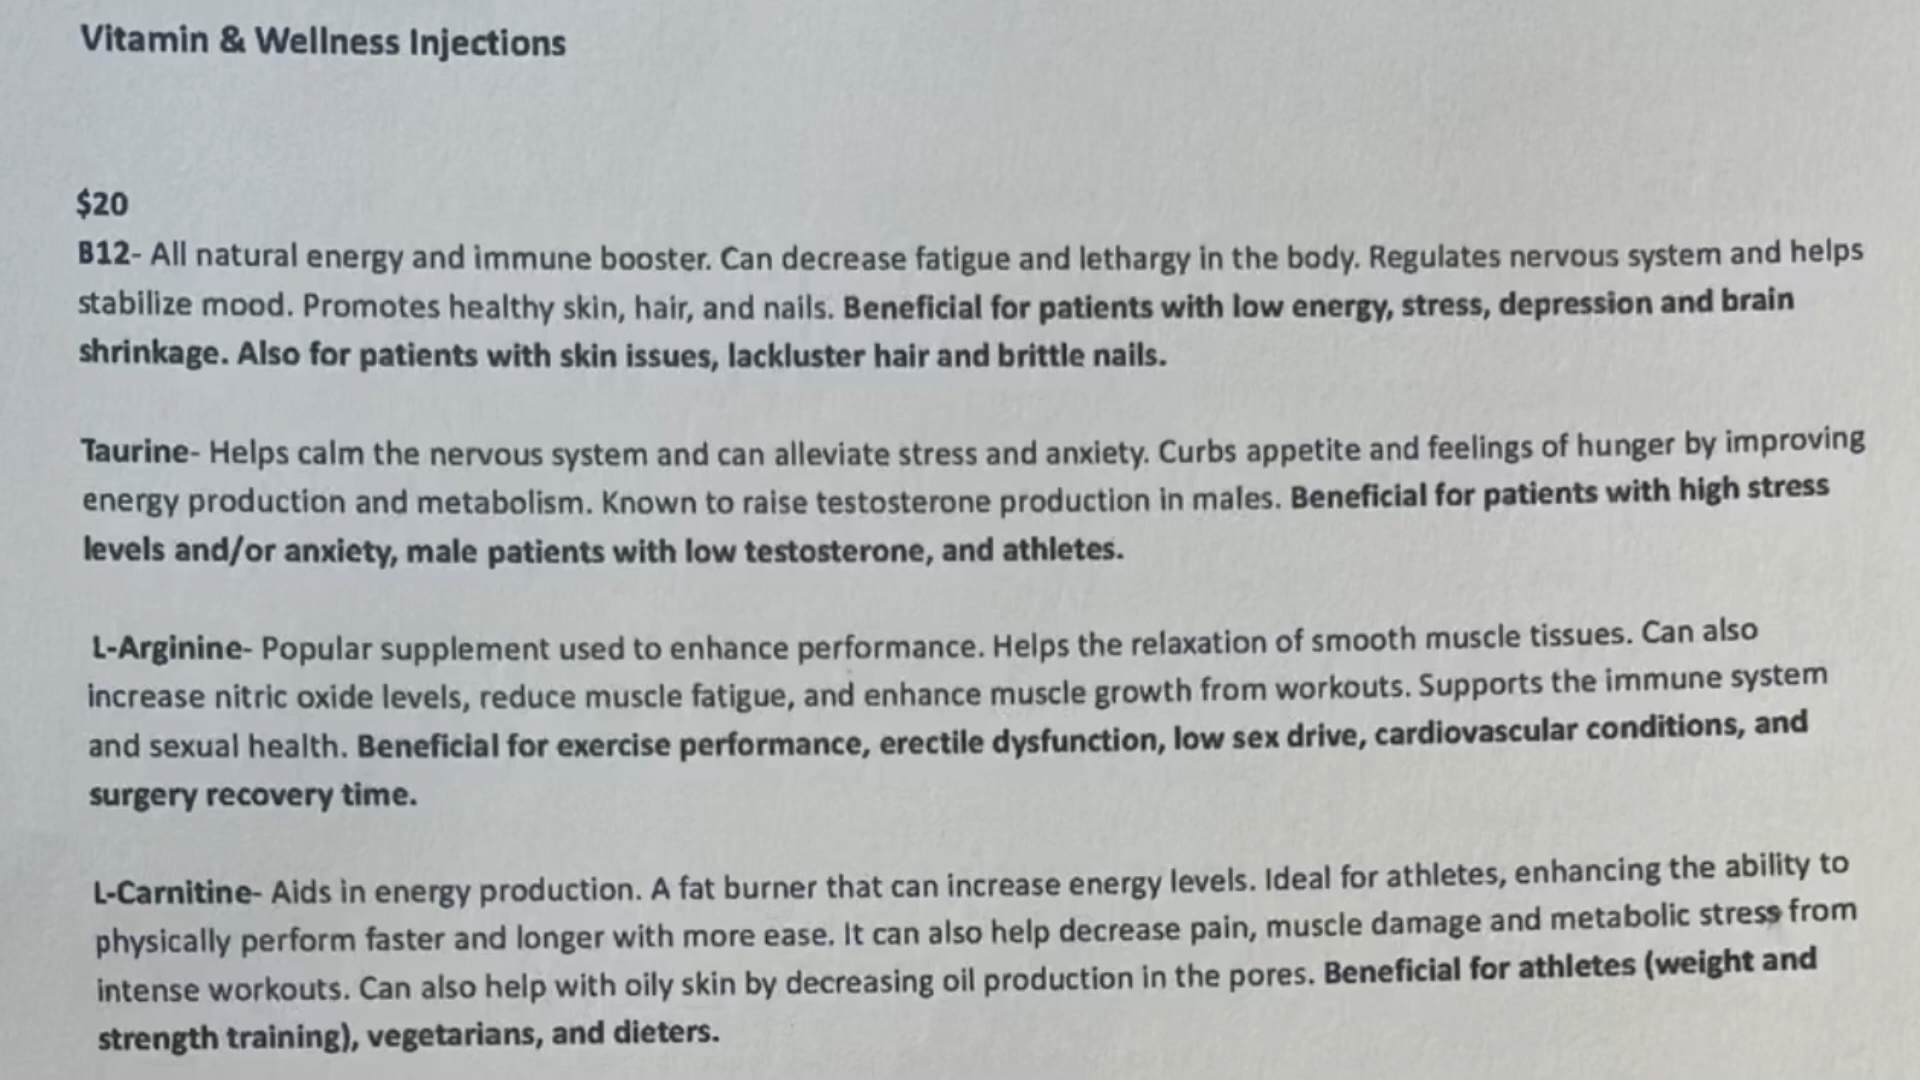 Vitamin & Wellness Injections
$20
B12- All natural energy and immune booster. Can decrease fatigue and lethargy in the body. Regulates nervous system and helps
stabilize mood. Promotes healthy skin, hair, and nails. Beneficial for patients with low energy, stress, depression and brain
shrinkage. Also for patients with skin issues, lackluster hair and brittle nails.
Taurine- Helps calm the nervous system and can alleviate stress and anxiety. Curbs appetite and feelings of hunger by improving
energy production and metabolism. Known to raise testosterone production in males. Beneficial for patients with high stress
levels and/or anxiety, male patients with low testosterone, and athletes.
L-Arginine- Popular supplement used to enhance performance. Helps the relaxation of smooth muscle tissues. Can also
increase nitric oxide levels, reduce muscle fatigue, and enhance muscle growth from workouts. Supports the immune system
and sexual health. Beneficial for exercise performance, erectile dysfunction, low sex drive, cardiovascular conditions, and
surgery recovery time.
L-Carnitine- Aids in energy production. A fat burner that can increase energy levels. Ideal for athletes, enhancing the ability to
physically perform faster and longer with more ease. It can also help decrease pain, muscle damage and metabolic stress from
intense workouts. Can also help with oily skin by decreasing oil production in the pores. Beneficial for athletes (weight and
strength training), vegetarians, and dieters.